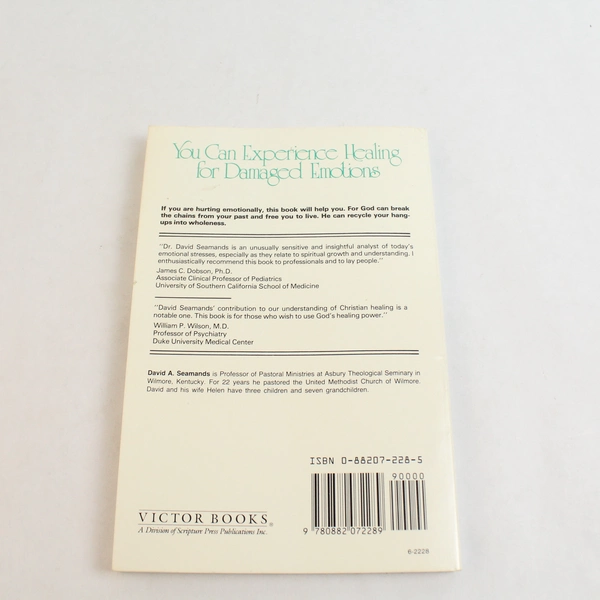 You Can Experience Healing
for Damaged Emotions
If you are hurting emotionally, this book will help you. For God can break
the chains from your past and free you to live. He can recycle your hang-
ups into wholeness.
"Dr. David Seamands is an unusually sensitive and insightful analyst of today's
emotional stresses, especially as they relate to spiritual growth and understanding. I
enthusiastically recommend this book to professionals and to lay people."
James C. Dobson, Ph.D.
Associate Clinical Professor of Pediatrics
University of Southern California School of Medicine
"David Seamands' contribution to our understanding of Christian healing is a
notable one. This book is for those who wish to use God's healing power."
William P. Wilson, M.D.
Professor of Psychiatry
Duke University Medical Center
David A. Seamands is Professor of Pastoral Ministries at Asbury Theological Seminary in
Wilmore, Kentucky. For 22 years he pastored the United Methodist Church of Wilmore.
David and his wife Helen have three children and seven grandchildren.
ISBN 0-88207-228-5
90000
9 780882 072289
VICTOR BOOKS®
A Division of Scripture Press Publications Inc.
6-2228